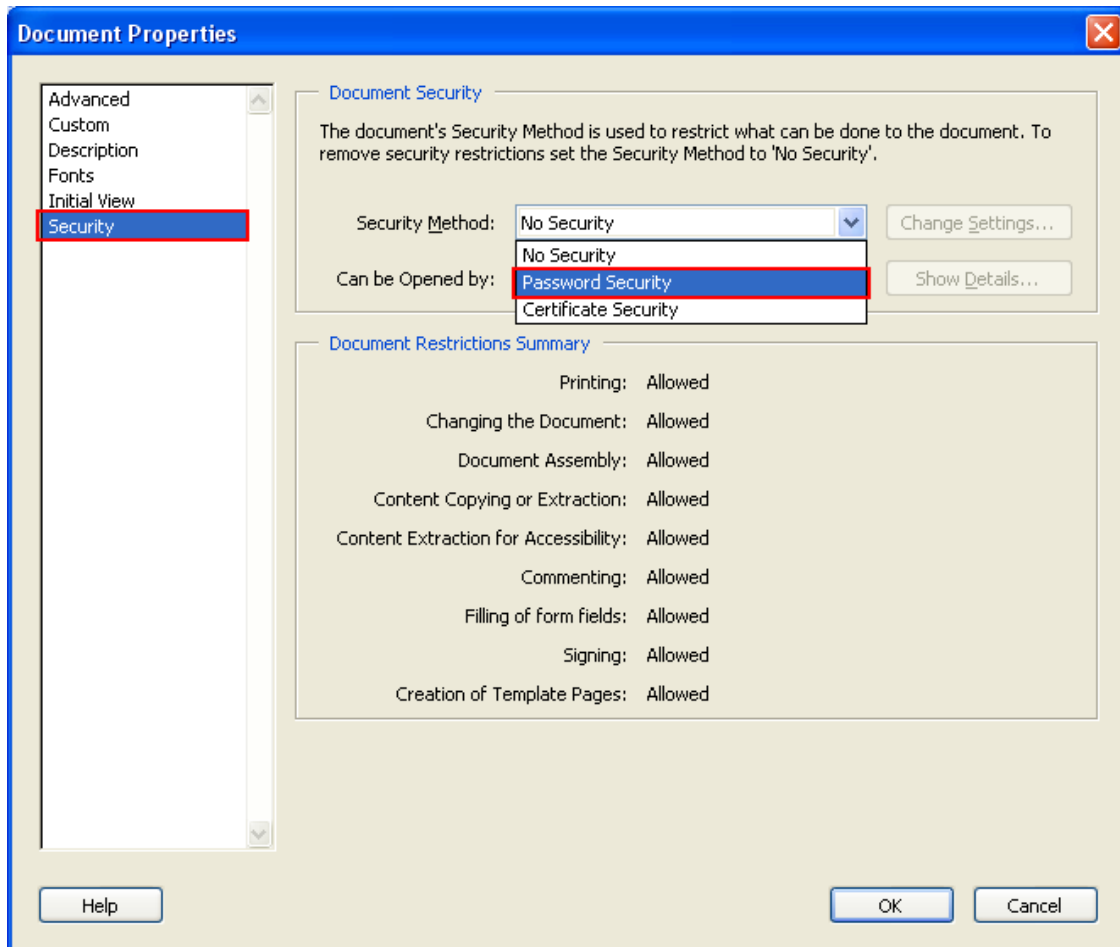 Document Properties
Advanced
Custom
Description
Fonts
Initial View
Security
Document Security
The document's Security Method is used to restrict what can be done to the document. To
remove security restrictions set the Security Method to 'No Security'.
Security Method: No Security Change Settings...
No Security
Can be Opened by: Password Security Show Details...
Certificate Security
Document Restrictions Summary
Printing: Allowed
Changing the Document: Allowed
Document Assembly: Allowed
Content Copying or Extraction: Allowed
Content Extraction for Accessibility: Allowed
Commenting: Allowed
Filling of form fields: Allowed
Signing: Allowed
Creation of Template Pages: Allowed
Help OK Cancel